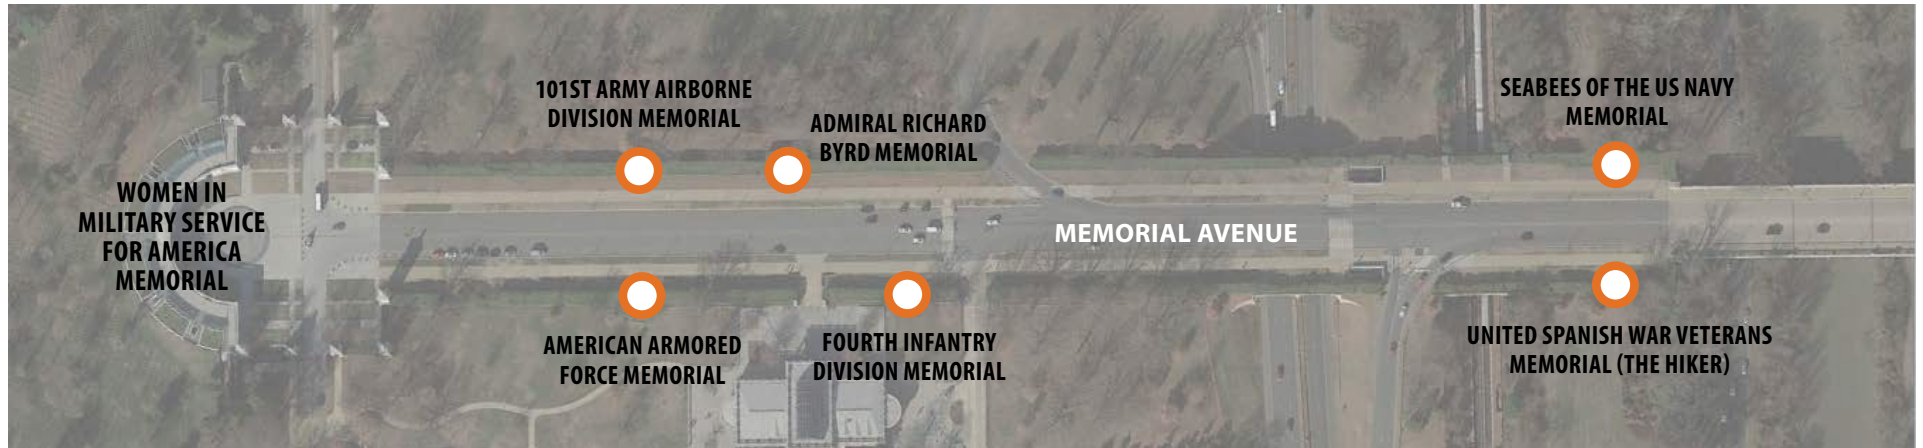 101ST ARMY AIRBORNE
DIVISION MEMORIAL
ADMIRAL RICHARD
BYRD MEMORIAL
SEABEES OF THE US NAVY
MEMORIAL
WOMEN IN
MILITARY SERVICE
FOR AMERICA
MEMORIAL
MEMORIAL AVENUE
AMERICAN ARMORED
FORCE MEMORIAL
FOURTH INFANTRY
DIVISION MEMORIAL
UNITED SPANISH WAR VETERANS
MEMORIAL (THE HIKER)